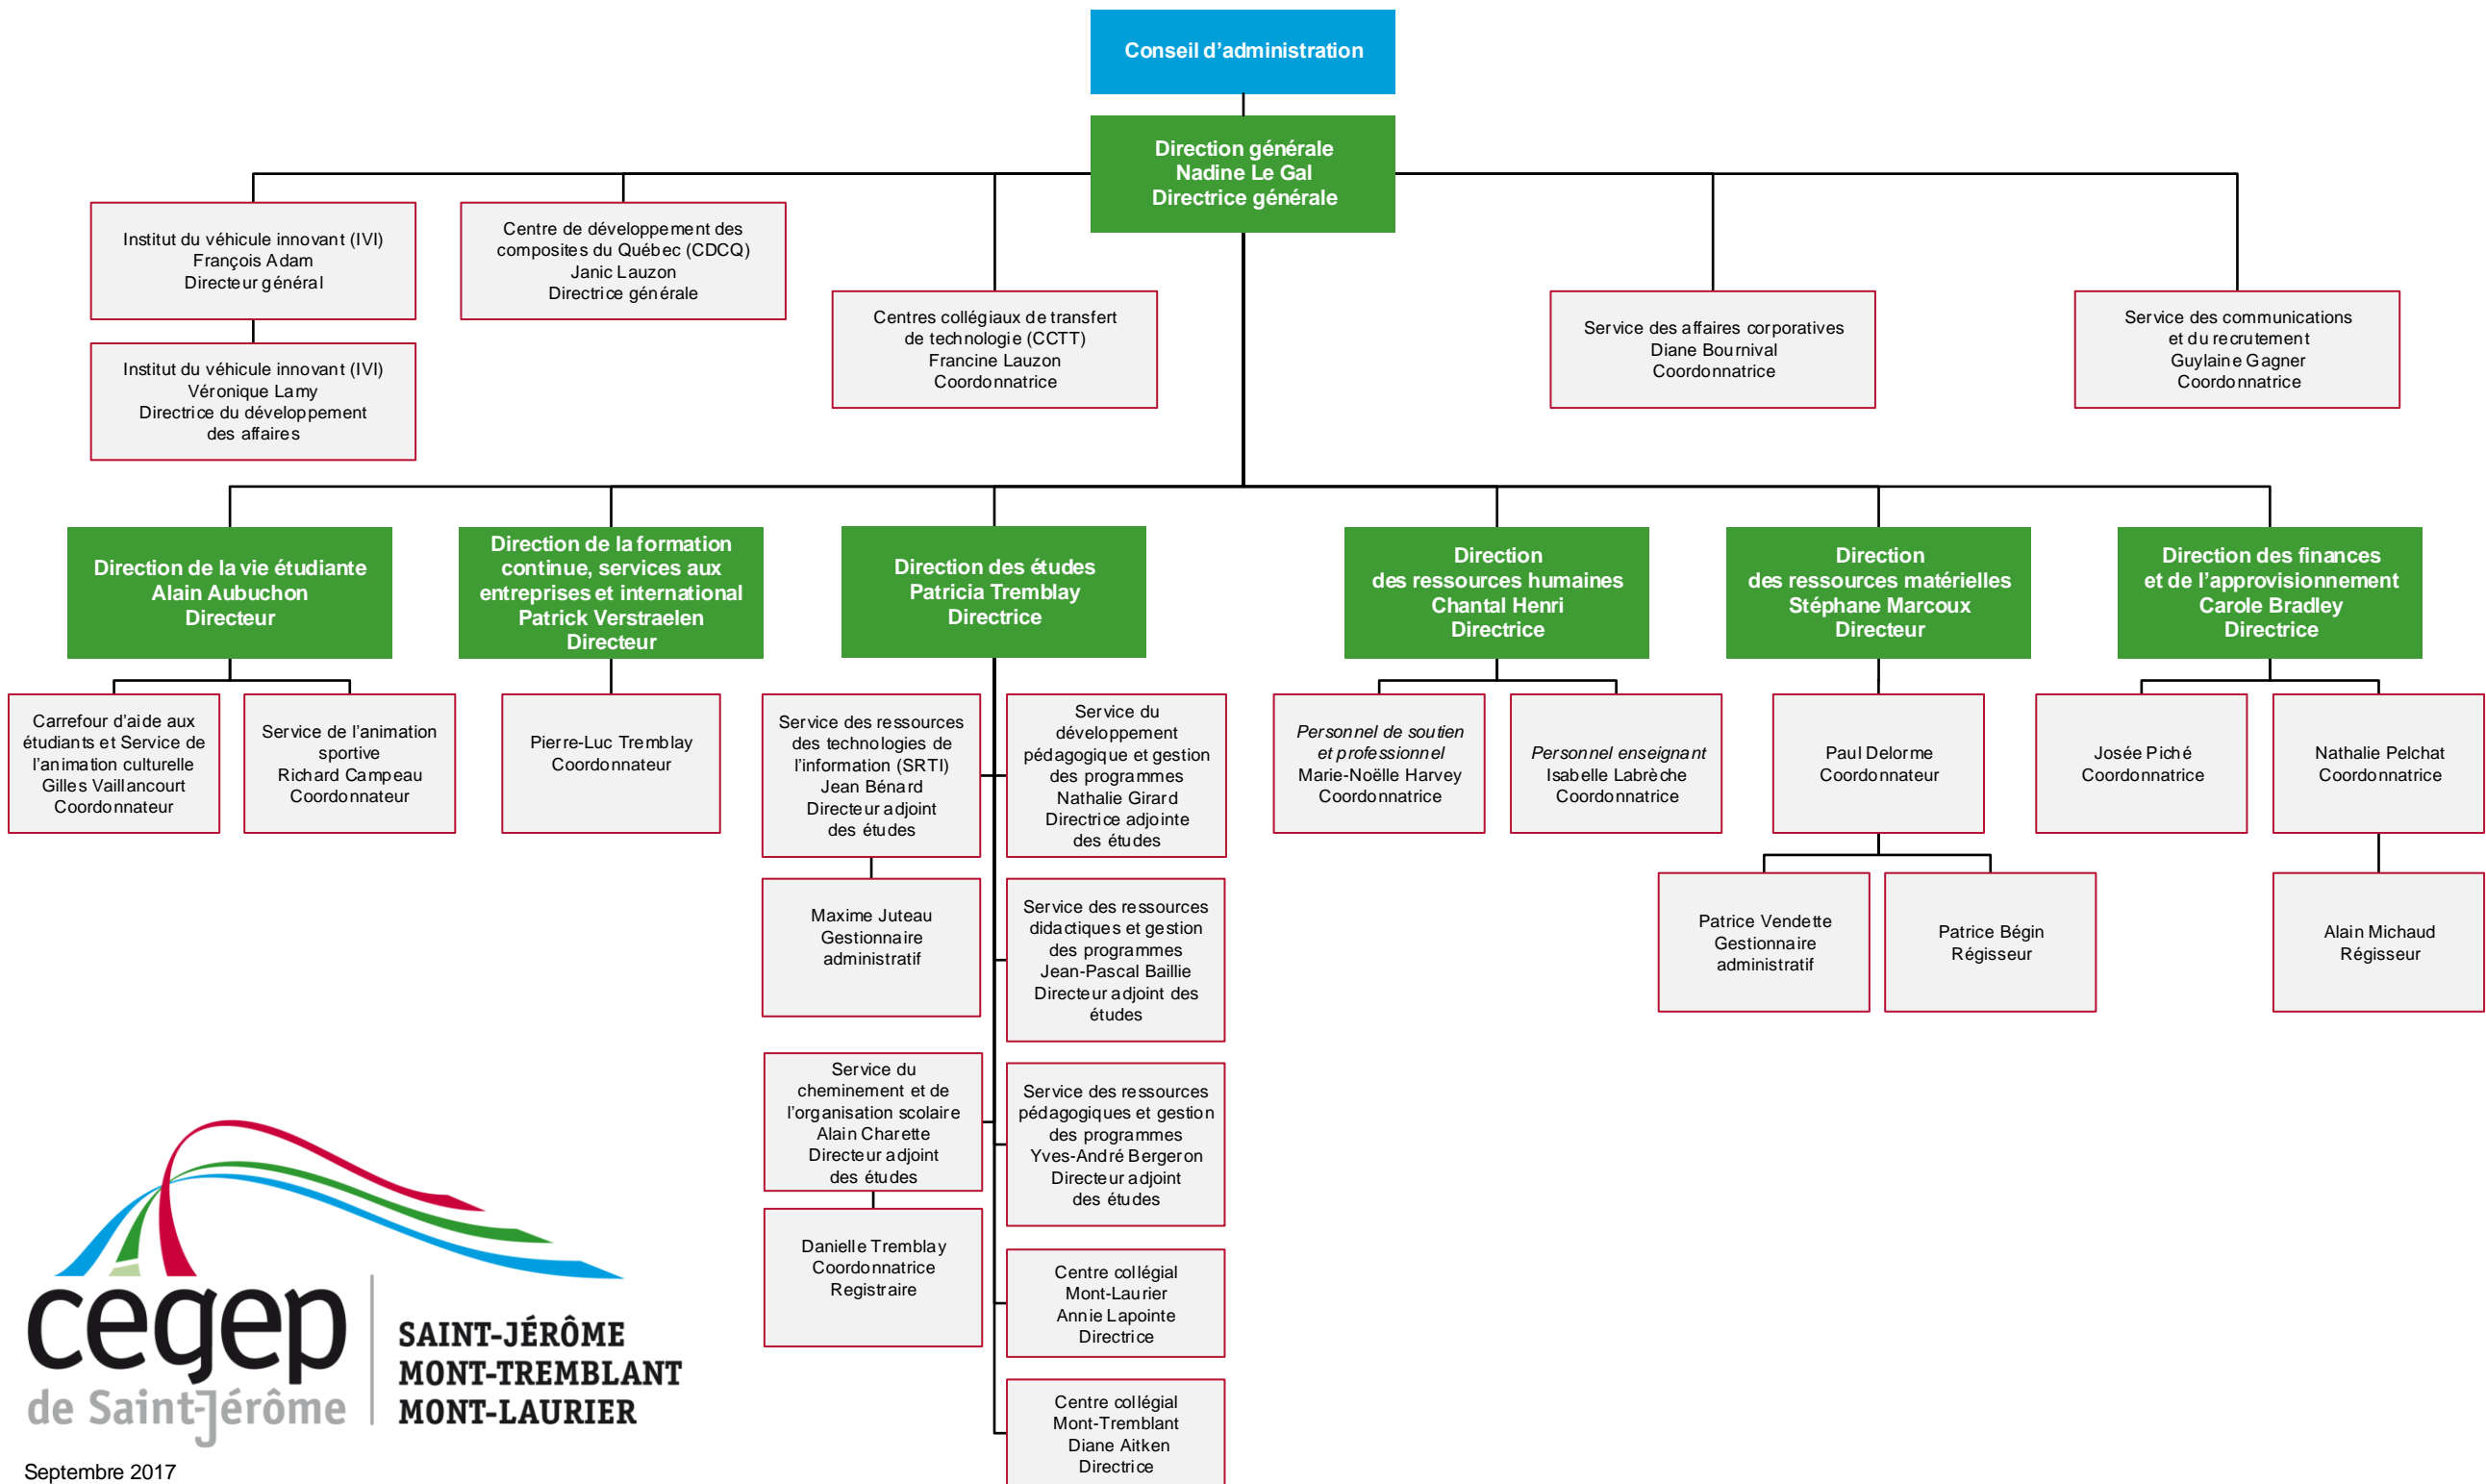 Conseil d’administration
Direction générale
Nadine Le Gal
Directrice générale
Institut du véhicule innovant (IVI)
François Adam
Directeur général
Centre de développement des
composites du Québec (CDCQ)
Janic Lauzon
Directrice générale
Centres collégiaux de transfert
de technologie (CCTT)
Francine Lauzon
Coordonnatrice
Service des affaires corporatives
Diane Bournival
Coordonnatrice
Service des communications
et du recrutement
Guylaine Gagner
Coordonnatrice
Institut du véhicule innovant (IVI)
Véronique Lamy
Directrice du développement
des affaires
Direction de la vie étudiante
Alain Aubuchon
Directeur
Direction de la formation
continue, services aux
entreprises et international
Patrick Verstraelen
Directeur
Direction des études
Patricia Tremblay
Directrice
Direction
des ressources humaines
Chantal Henri
Directrice
Direction
des ressources matérielles
Stéphane Marcoux
Directeur
Direction des finances
et de l’approvisionnement
Carole Bradley
Directrice
Carrefour d’aide aux
étudiants et Service de
l’animation culturelle
Gilles Vaillancourt
Coordonnateur
Service de l’animation
sportive
Richard Campeau
Coordonnateur
Pierre-Luc Tremblay
Coordonnateur
Service des ressources
des technologies de
l’information (SRTI)
Jean Bénard
Directeur adjoint
des études
Service du
développement
pédagogique et gestion
des programmes
Nathalie Girard
Directrice adjointe
des études
Personnel de soutien
et professionnel
Marie-Noëlle Harvey
Coordonnatrice
Personnel enseignant
Isabelle Labrèche
Coordonnatrice
Paul Delorme
Coordonnateur
Josée Piché
Coordonnatrice
Nathalie Pelchat
Coordonnatrice
Maxime Juteau
Gestionnaire
administratif
Service des ressources
didactiques et gestion
des programmes
Jean-Pascal Baillie
Directeur adjoint des
études
Patrice Vendette
Gestionnaire
administratif
Patrice Bégin
Régisseur
Alain Michaud
Régisseur
Service du
cheminement et de
l’organisation scolaire
Alain Charette
Directeur adjoint
des études
Service des ressources
pédagogiques et gestion
des programmes
Yves-André Bergeron
Directeur adjoint
des études
Danielle Tremblay
Coordonnatrice
Registraire
Centre collégial
Mont-Laurier
Annie Lapointe
Directrice
Centre collégial
Mont-Tremblant
Diane Aitken
Directrice
cégep
de Saint-Jérôme
SAINT-JÉRÔME
MONT-TREMBLANT
MONT-LAURIER
Septembre 2017